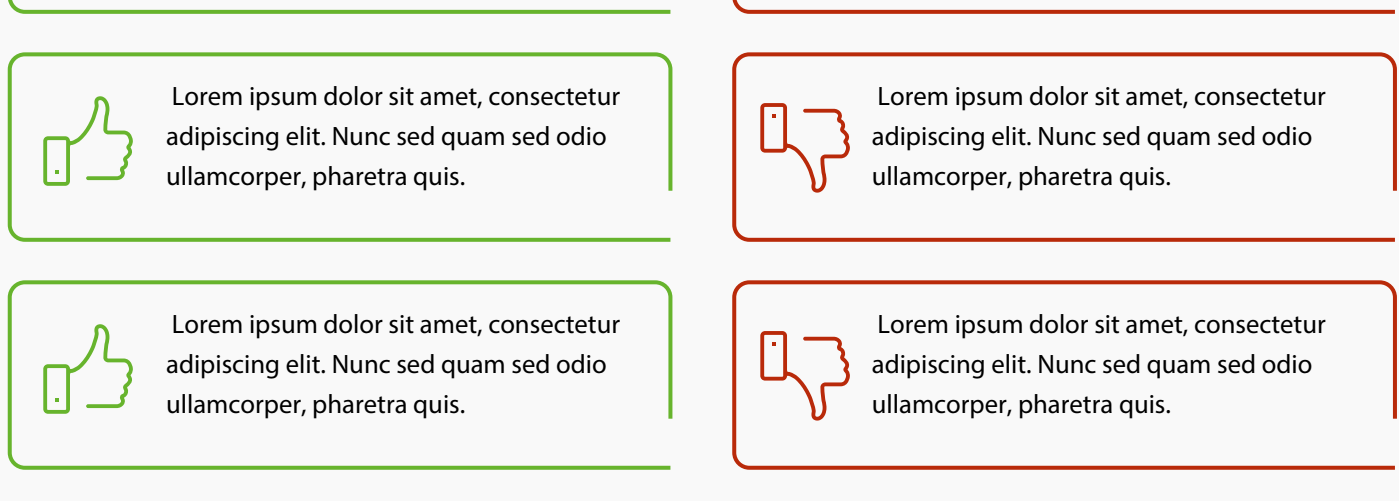 Lorem ipsum dolor sit amet, consectetur
adipiscing elit. Nunc sed quam sed odio
ullamcorper, pharetra quis.
Lorem ipsum dolor sit amet, consectetur
adipiscing elit. Nunc sed quam sed odio
ullamcorper, pharetra quis.
Lorem ipsum dolor sit amet, consectetur
adipiscing elit. Nunc sed quam sed odio
ullamcorper, pharetra quis.
Lorem ipsum dolor sit amet, consectetur
adipiscing elit. Nunc sed quam sed odio
ullamcorper, pharetra quis.